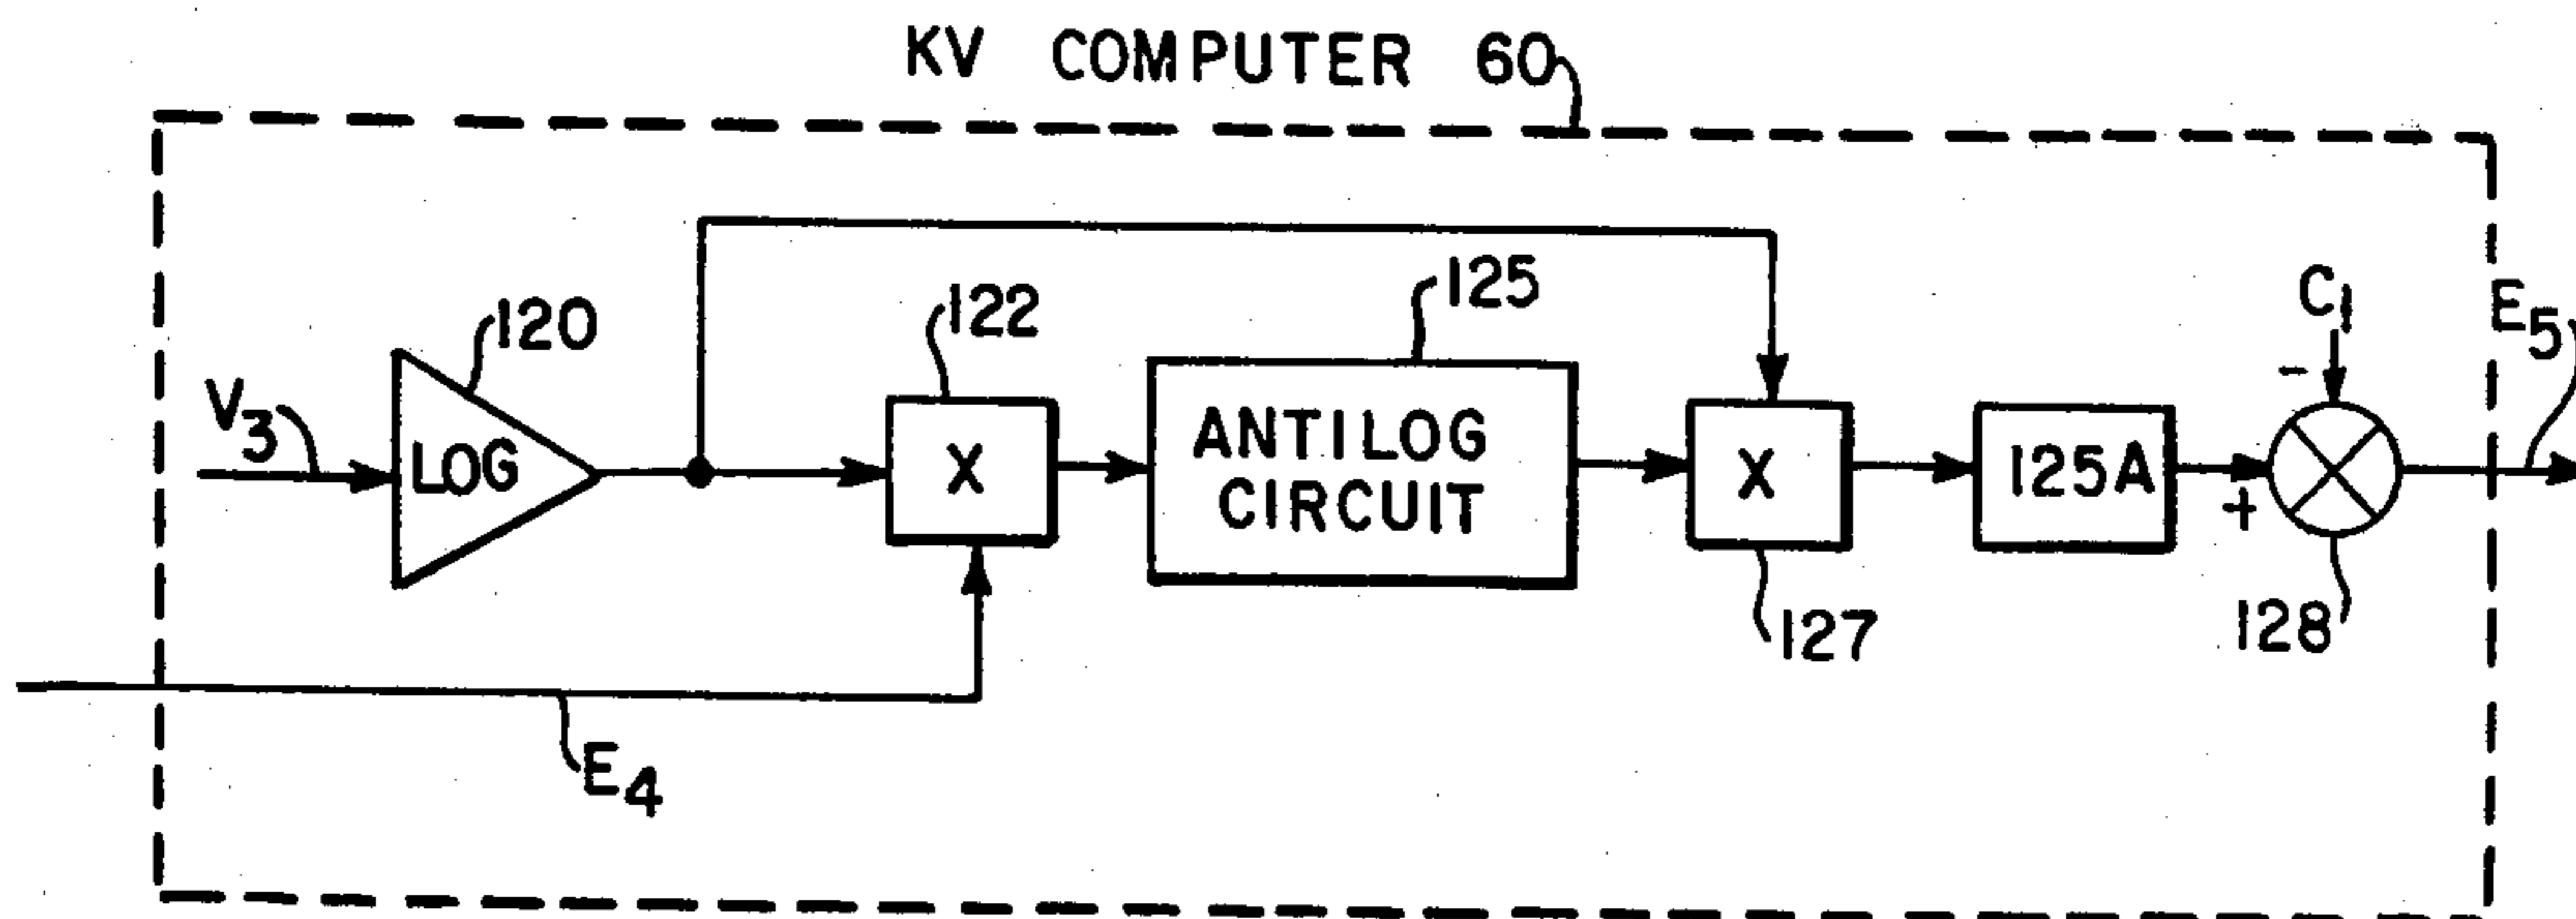 KV COMPUTER 60
120
122
125
C1
E5
V3
LOG
X
ANTILOG
CIRCUIT
X
125A
-
+
127
128
E4